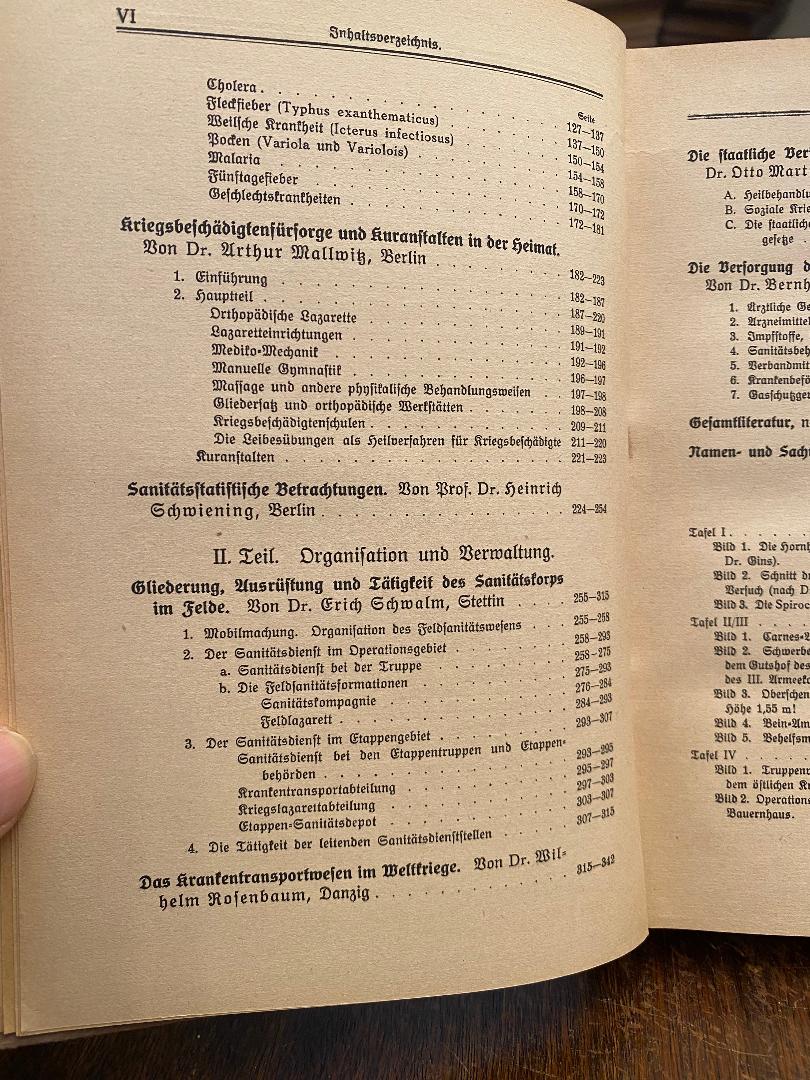 VI
Inhaltsverzeichnis.
Seite
Cholera . . . . . . . . . . . . 127—137
Fleckfieber (Typhus exanthematicus) . . . . . . 137—150
Weilsche Krankheit (Icterus infectiosus) . . . . . . 150—154
Pocken (Variola und Variolois) . . . . . . 154—158
Malaria . . . . . . . . . . . . 158—170
Fünftagefieber . . . . . . . . . . . . 170—172
Geschlechtskrankheiten . . . . . . . . . . 172—181
Kriegsbeschädigtenfürsorge und Kuranstalten in der Heimat.
Von Dr. Arthur Mallwitz, Berlin . . . . . . 182—223
1. Einführung . . . . . . . . . . 182—187
2. Hauptteil . . . . . . . . . . 187—220
Orthopädische Lazarette . . . . . . . . 189—191
Lazaretteinrichtungen . . . . . . . . 191—192
Mediko-Mechanik . . . . . . . . 192—196
Manuelle Gymnastik . . . . . . . . 196—197
Massage und andere physikalische Behandlungsweisen 197—198
Gliedersatz und orthopädische Werkstätten . . . . 198—208
Kriegsbeschädigtenschulen . . . . . . . . 209—211
Die Leibesübungen als Heilverfahren für Kriegsbeschädigte 211—220
Kuranstalten . . . . . . . . . . 221—223
Sanitätsstatistische Betrachtungen. Von Prof. Dr. Heinrich
Schwiening, Berlin . . . . . . . . . . 224—254
II. Teil. Organisation und Verwaltung.
Gliederung, Ausrüstung und Tätigkeit des Sanitätskorps
im Felde. Von Dr. Erich Schwalm, Stettin . . . . 255—315
1. Mobilmachung. Organisation des Feldsanitätswesens 255—258
2. Der Sanitätsdienst im Operationsgebiet . . . . . . 258—293
a. Sanitätsdienst bei der Truppe . . . . . . 258—275
b. Die Feldsanitätsformationen . . . . . . 275—293
Sanitätskompagnie . . . . . . . . 276—284
Feldlazarett . . . . . . . . 284—293
3. Der Sanitätsdienst im Etappengebiet . . . . . . 293—307
Sanitätsdienst bei den Etappentruppen und Etappen-
behörden . . . . . . . . . . 293—295
Krankentransportabteilung . . . . . . . . 295—297
Kriegslazarettabteilung . . . . . . . . 297—303
Etappen-Sanitätsdepot . . . . . . . . 303—307
4. Die Tätigkeit der leitenden Sanitätsdienststellen . . . . 307—315
Das Krankentransportwesen im Weltkriege. Von Dr. Wil-
helm Rosenbaum, Danzig . . . . . . . . 315—342
Die staatliche Ver
Dr. Otto Mart
A. Heilbehandlu
B. Soziale Krie
C. Die staatliche
gesetze .
Die Versorgung d
Von Dr. Bernh
1. Ärztliche Ge
2. Arzneimittel
3. Impfstoffe,
4. Sanitätsbeh
5. Verbandmit
6. Krankenbeför
7. Gasschutzger
Gesamtliteratur, n
Namen- und Sach
Tafel I . . . . .
Bild 1. Die Hornh
Dr. Gins).
Bild 2. Schnitt du
Versuch (nach D
Bild 3. Die Spiroc
Tafel II/III . . . .
Bild 1. Carnes-A
Bild 2. Schwerbe
dem Gutshof des
des III. Armeeko
Bild 3. Oberschen
Höhe 1,55 m!
Bild 4. Bein-Am
Bild 5. Behelfsm
Tafel IV . . . .
Bild 1. Truppenv
dem östlichen Kr
Bild 2. Operations
Bauernhaus.